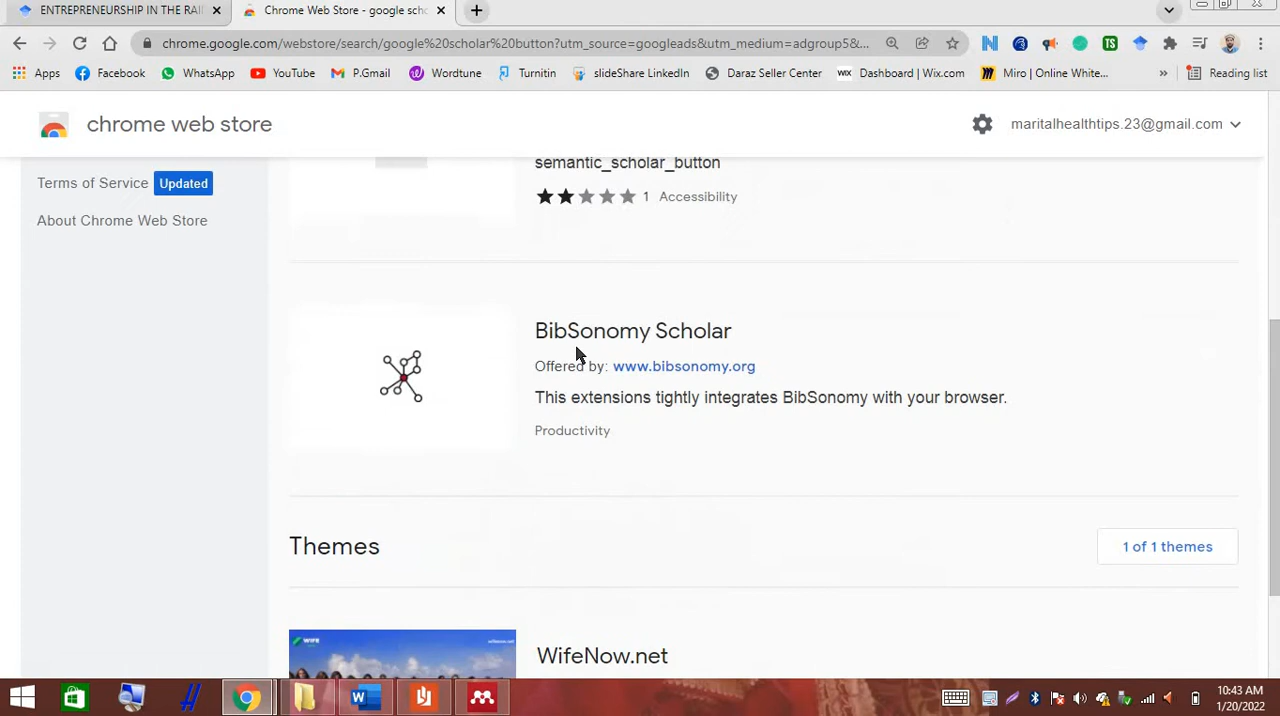 ENTREPRENEURSHIP IN THE RAI
Chrome Web Store - google scho
chrome.google.com/webstore/search/google%20scholar%20button?utm_source=googleads&utm_medium=adgroup5&...
Apps Facebook WhatsApp YouTube P.Gmail Wordtune Turnitin slideShare LinkedIn Daraz Seller Center WIX Dashboard | Wix.com Miro | Online White... » Reading list
chrome web store
maritalhealthtips.23@gmail.com
semantic_scholar_button
Terms of Service Updated
1 Accessibility
About Chrome Web Store
BibSonomy Scholar
Offered by: www.bibsonomy.org
This extensions tightly integrates BibSonomy with your browser.
Productivity
Themes
1 of 1 themes
WifeNow.net
10:43 AM
1/20/2022